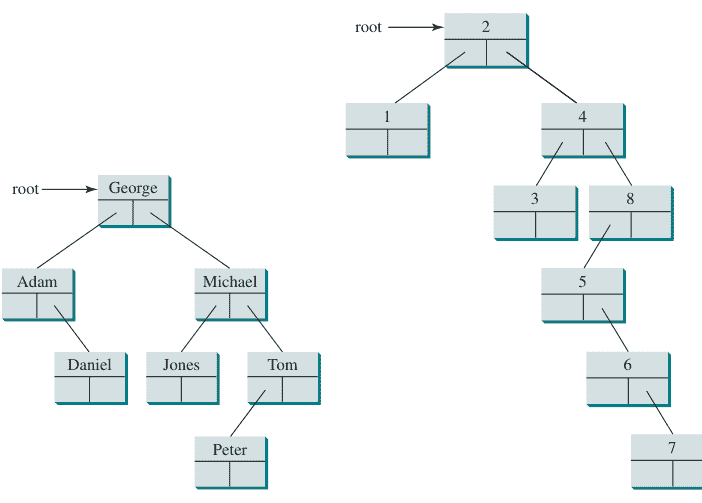 root
2
1
4
3
8
5
6
7
root
George
Adam
Michael
Daniel
Jones
Tom
Peter